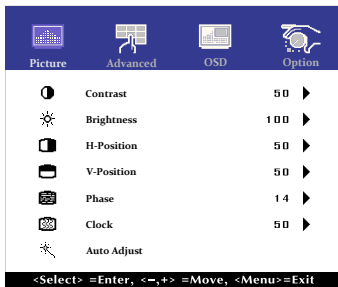 Picture Advanced OSD Option
Contrast 50
Brightness 100
H-Position 50
V-Position 50
Phase 14
Clock 50
Auto Adjust
<Select> =Enter, <–,+> =Move, <Menu>=Exit